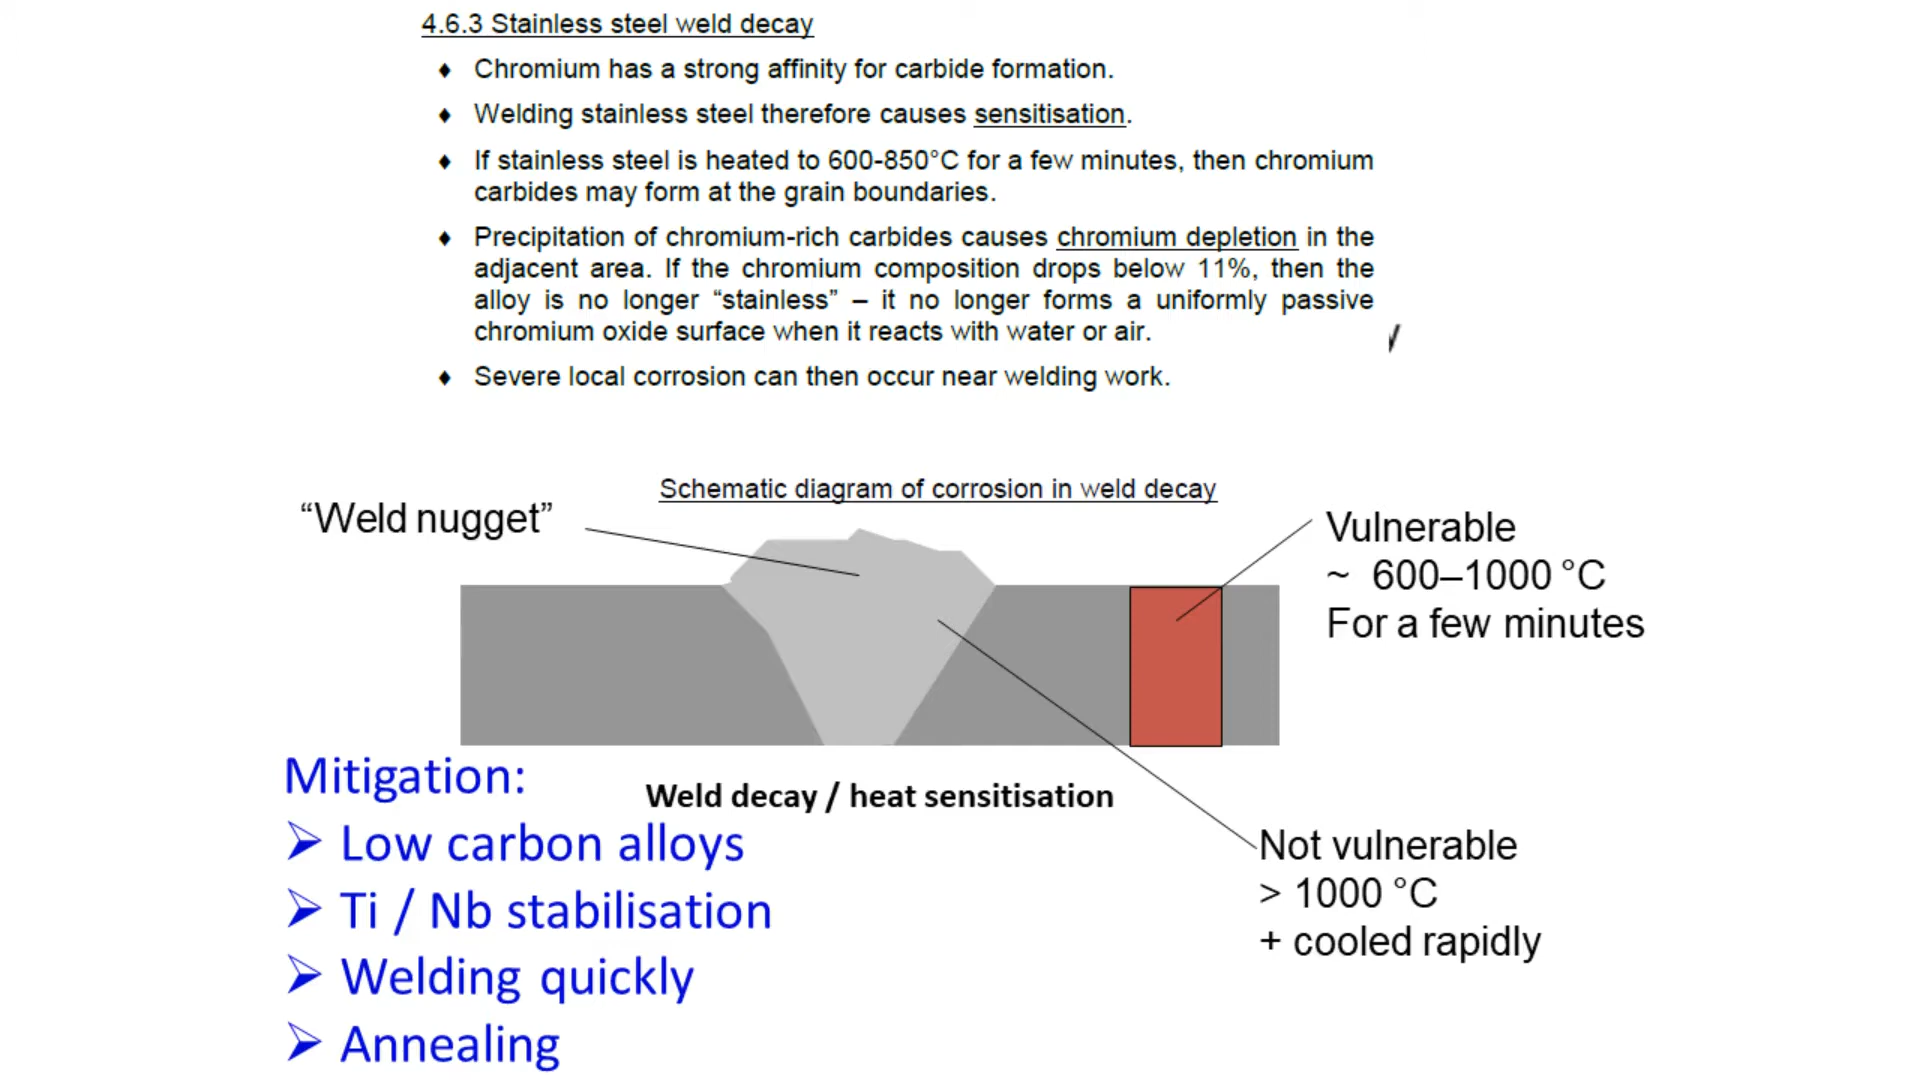 4.6.3 Stainless steel weld decay
♦ Chromium has a strong affinity for carbide formation.
♦ Welding stainless steel therefore causes sensitisation.
♦ If stainless steel is heated to 600-850°C for a few minutes, then chromium
carbides may form at the grain boundaries.
♦ Precipitation of chromium-rich carbides causes chromium depletion in the
adjacent area. If the chromium composition drops below 11%, then the
alloy is no longer “stainless” – it no longer forms a uniformly passive
chromium oxide surface when it reacts with water or air.
♦ Severe local corrosion can then occur near welding work.
Schematic diagram of corrosion in weld decay
“Weld nugget”
Vulnerable
~ 600–1000 °C
For a few minutes
Weld decay / heat sensitisation
Not vulnerable
> 1000 °C
+ cooled rapidly
Mitigation:
➢ Low carbon alloys
➢ Ti / Nb stabilisation
➢ Welding quickly
➢ Annealing